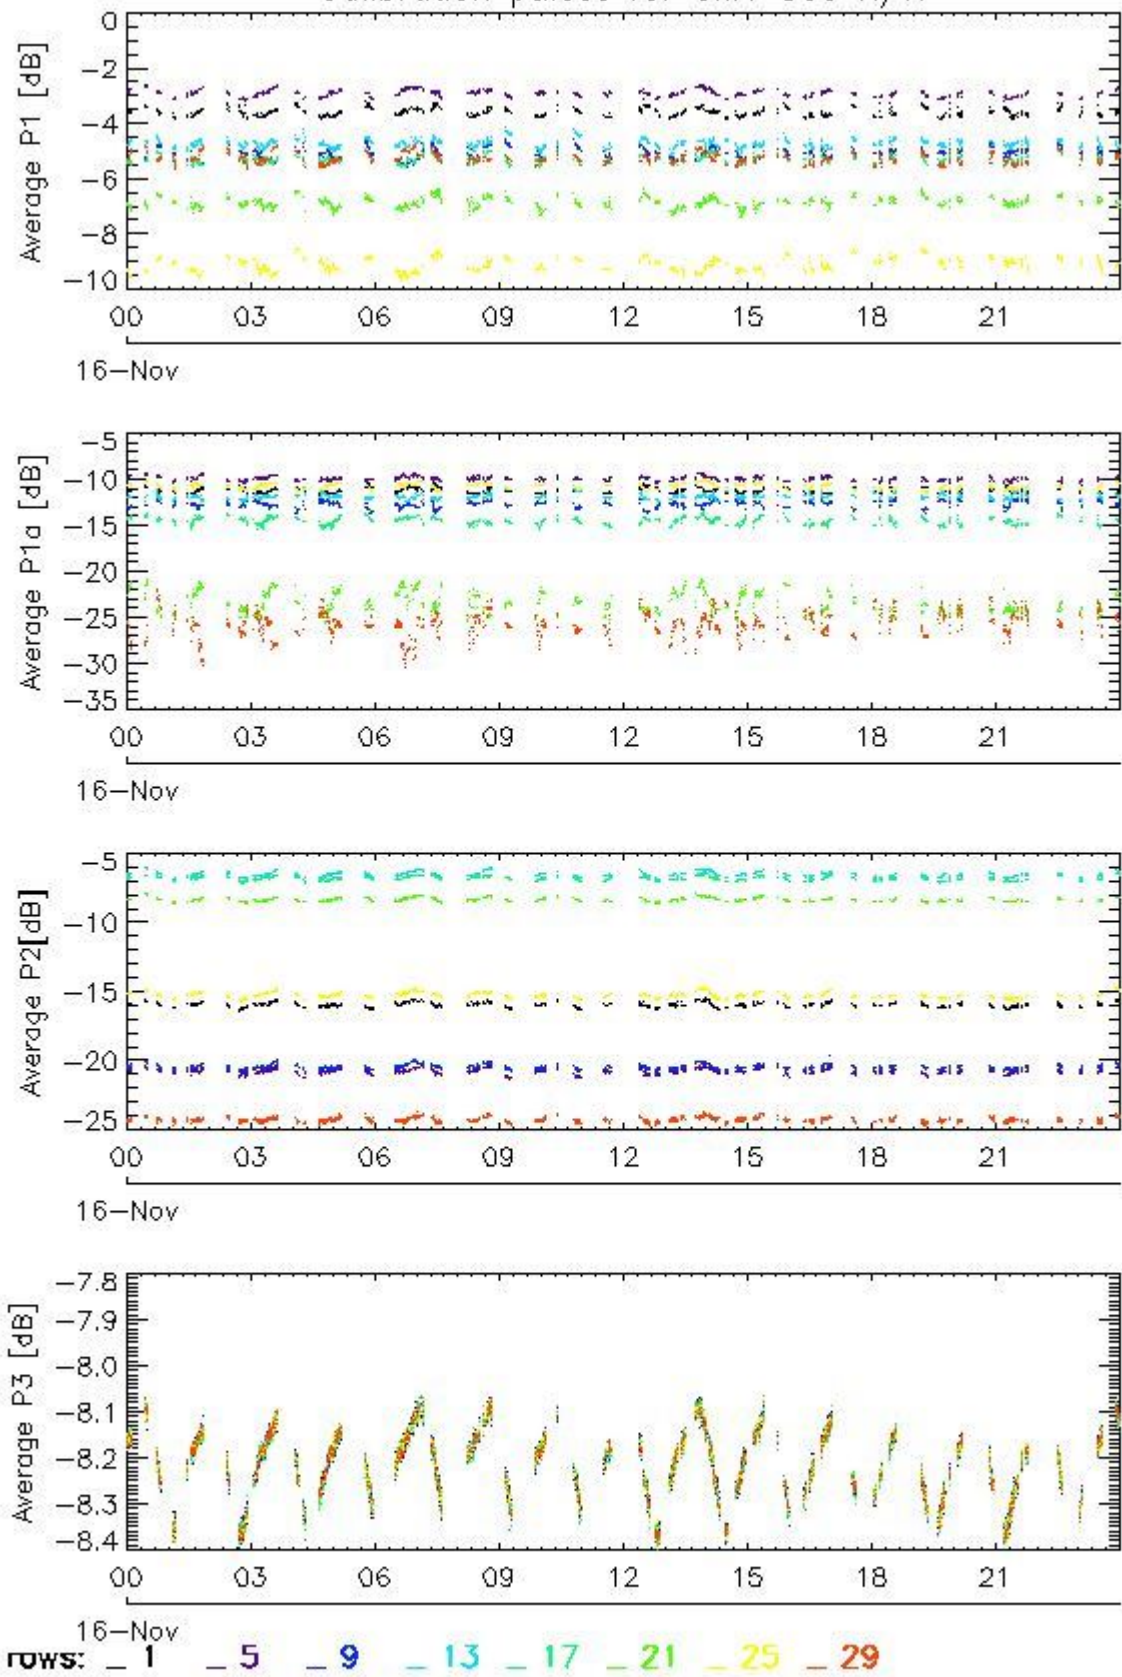 0
−2
−4
−6
−8
−10
Average P1 [dB]
00 03 06 09 12 15 18 21
16−Nov
−5
−10
−15
−20
−25
−30
−35
Average P1a [dB]
00 03 06 09 12 15 18 21
16−Nov
−5
−10
−15
−20
−25
Average P2[dB]
00 03 06 09 12 15 18 21
16−Nov
−7.8
−7.9
−8.0
−8.1
−8.2
−8.3
−8.4
Average P3 [dB]
00 03 06 09 12 15 18 21
16−Nov
rows: _ 1 _ 5 _ 9 _ 13 _ 17 _ 21 _ 25 _ 29